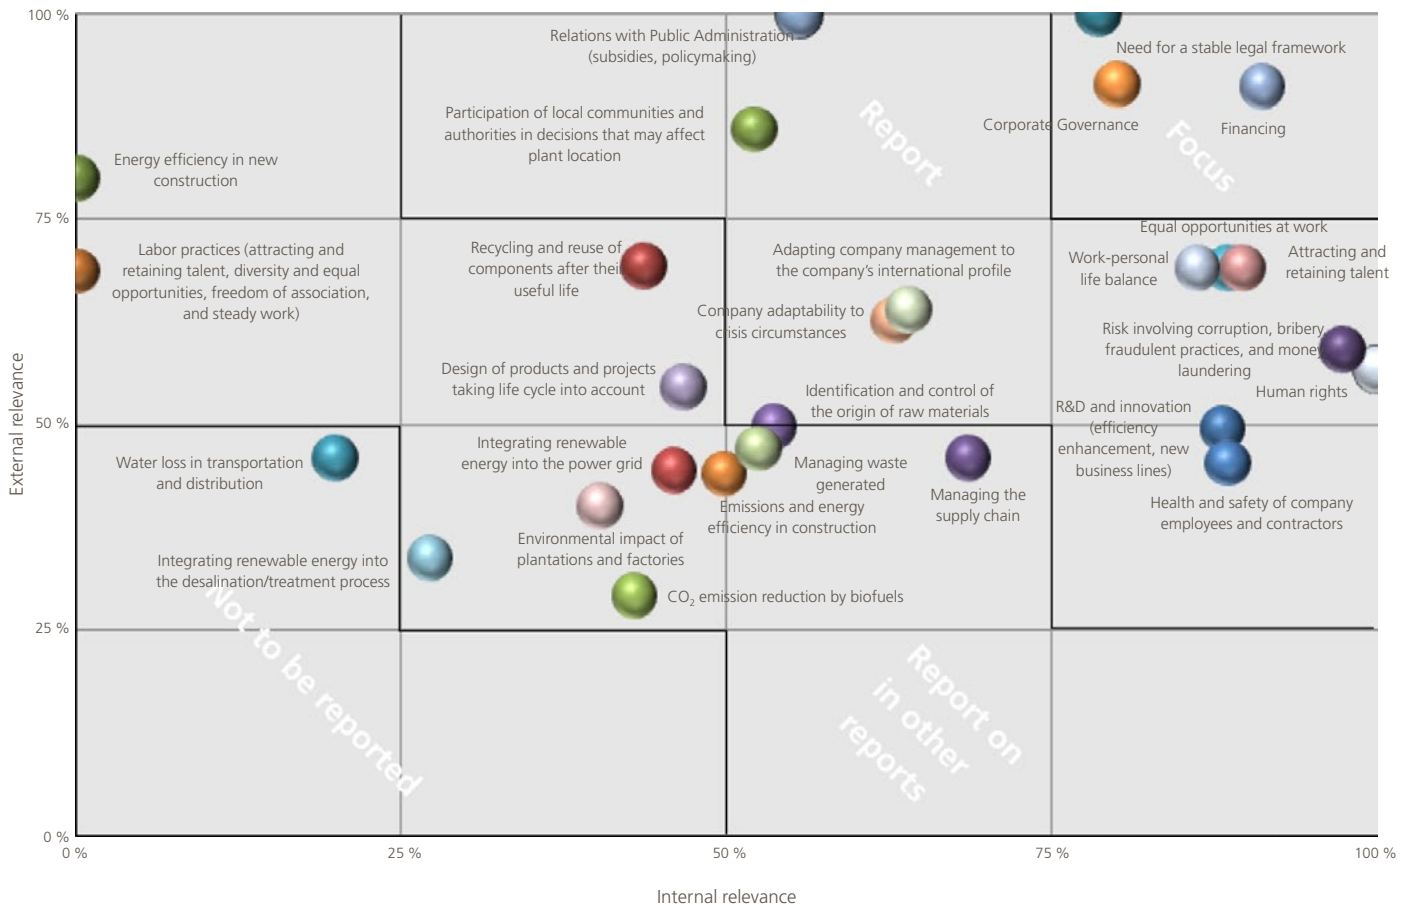 100 %
Relations with Public Administration
(subsidies, policymaking)
Need for a stable legal framework
Participation of local communities and
authorities in decisions that may affect
plant location
Report
Corporate Governance
Financing
Focus
Energy efficiency in new
construction
75 %
Labor practices (attracting and
retaining talent, diversity and equal
opportunities, freedom of association,
and steady work)
Recycling and reuse of
components after their
useful life
Adapting company management to
the company's international profile
Equal opportunities at work
Work-personal
life balance
Attracting and
retaining talent
Company adaptability to
crisis circumstances
Risk involving corruption, bribery,
fraudulent practices, and money
laundering
Human rights
Design of products and projects
taking life cycle into account
Identification and control of
the origin of raw materials
R&D and innovation
(efficiency
enhancement, new
business lines)
External relevance
50 %
Water loss in transportation
and distribution
Integrating renewable
energy into the power grid
Managing waste
generated
Managing the
supply chain
Emissions and energy
efficiency in construction
Health and safety of company
employees and contractors
Environmental impact of
plantations and factories
Integrating renewable energy into
the desalination/treatment process
CO2 emission reduction by biofuels
25 %
Not to be reported
Report on
in other
reports
0 %
0 %
25 %
50 %
75 %
100 %
Internal relevance